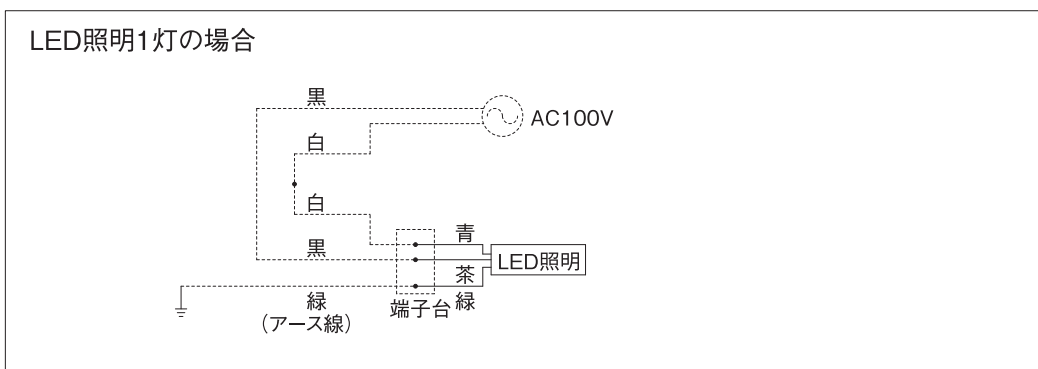 LED照明1灯の場合
黒
AC100V
白
白
青
黒
LED照明
茶
緑
端子台
緑
(アース線)